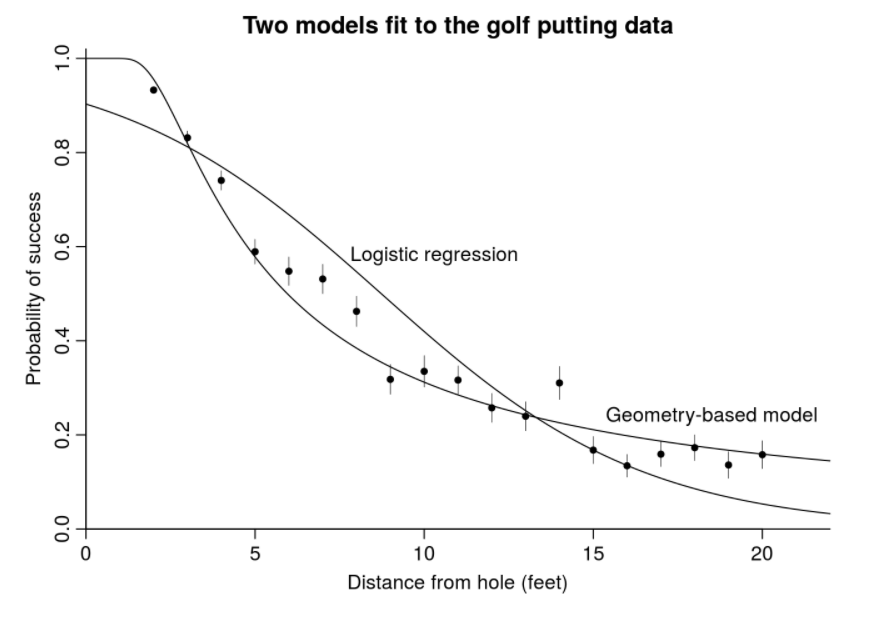 Two models fit to the golf putting data
1.0
0.8
0.6
0.4
0.2
0.0
Probability of success
Logistic regression
Geometry-based model
0 5 10 15 20
Distance from hole (feet)